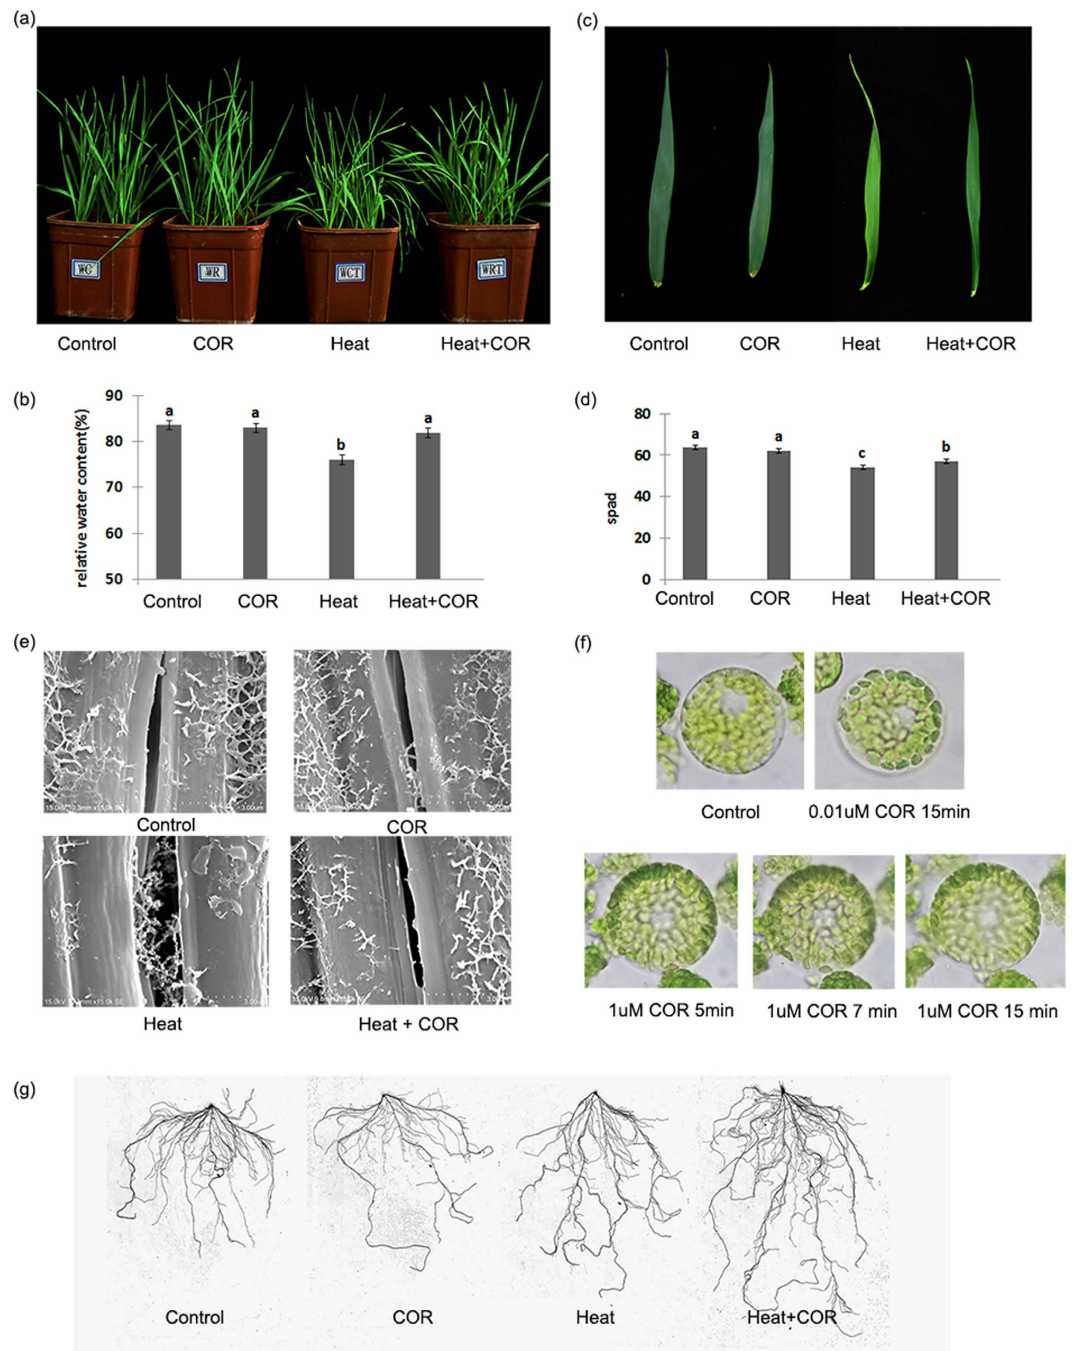 (a)
WC WR WCT WRT
Control COR Heat Heat+COR
(c)
Control COR Heat Heat+COR
(b)
relative water content(%)
90
80
70
60
50
a a b a
Control COR Heat Heat+COR
(d)
spad
80
60
40
20
0
a a c b
Control COR Heat Heat+COR
(e)
Control COR
Heat Heat + COR
(f)
Control 0.01uM COR 15min
1uM COR 5min 1uM COR 7 min 1uM COR 15 min
(g)
Control COR Heat Heat+COR